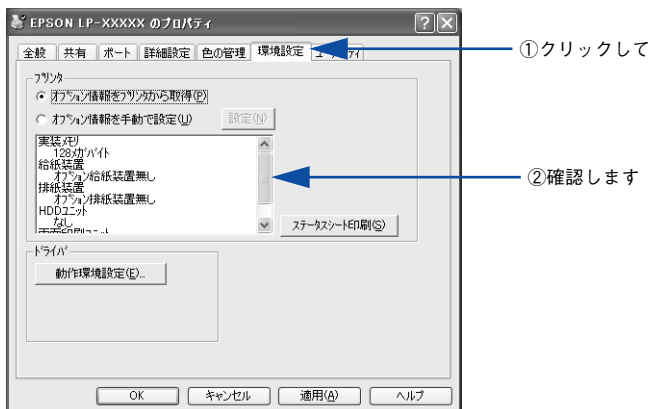 EPSON LP-XXXXX のプロパティ
全般 共有 ポート 詳細設定 色の管理 環境設定
①クリックして
プリンタ
オプション情報をプリンタから取得(P)
オプション情報を手動で設定(U) 設定(N)
実装メモリ
128メガバイト
給紙装置
オプション給紙装置無し
②確認します
排紙装置
オプション排紙装置無し
HDDユニット
なし
両面印刷ユニット
ステータスシート印刷(S)
ドライバ
動作環境設定(E)...
OK キャンセル 適用(A) ヘルプ